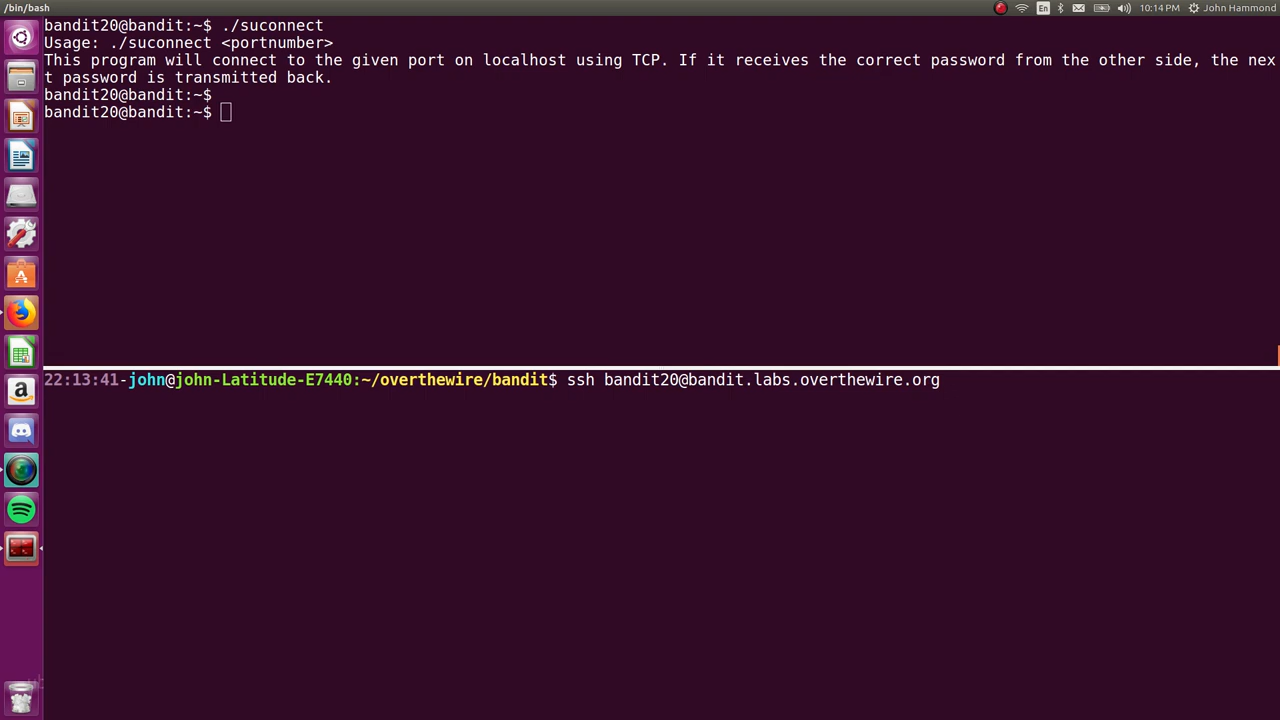 /bin/bash
En
10:14 PM
John Hammond
bandit20@bandit:~$ ./suconnect
Usage: ./suconnect <portnumber>
This program will connect to the given port on localhost using TCP. If it receives the correct password from the other side, the nex
t password is transmitted back.
bandit20@bandit:~$
bandit20@bandit:~$
22:13:41-john@john-Latitude-E7440:~/overthewire/bandit$ ssh bandit20@bandit.labs.overthewire.org